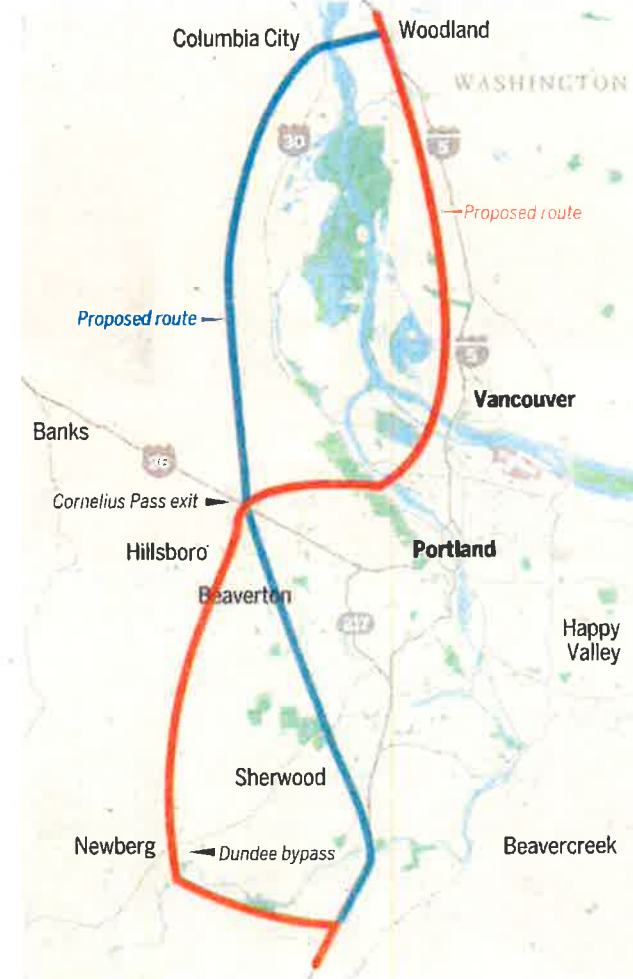 Columbia City
Woodland
WASHINGTON
30
5
Proposed route
Proposed route
5
Vancouver
Banks
26
Cornelius Pass exit
Hillsboro
Portland
Beaverton
217
Happy
Valley
Sherwood
Newberg
Dundee bypass
Beavercreek